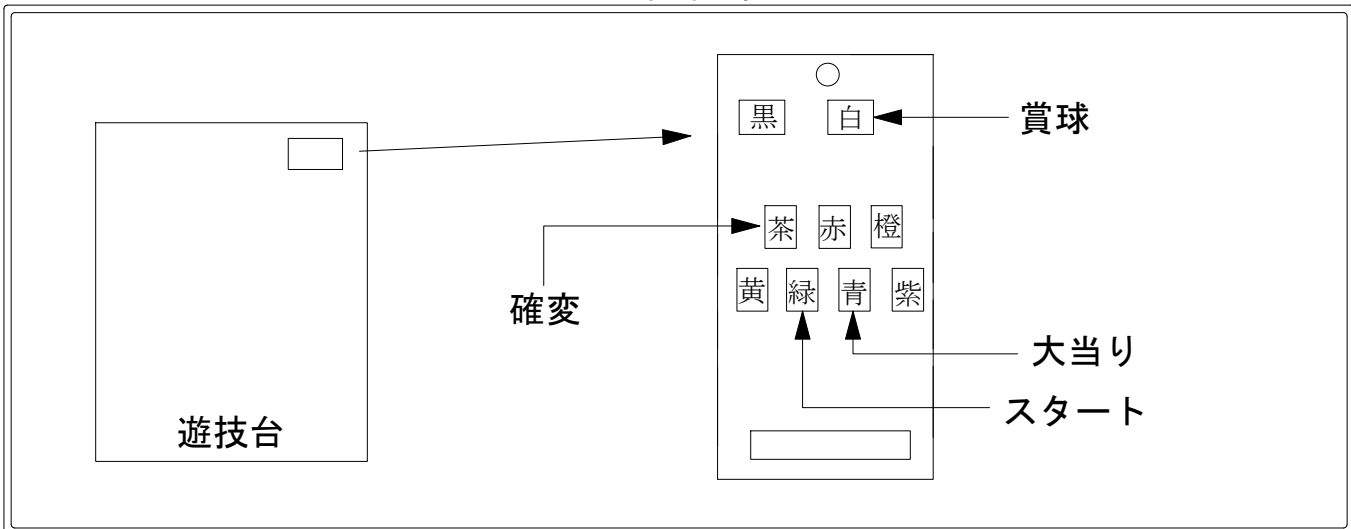 黒 白 賞球
茶 赤 橙
黄 緑 青 紫
確変
大当り
スタート
遊技台